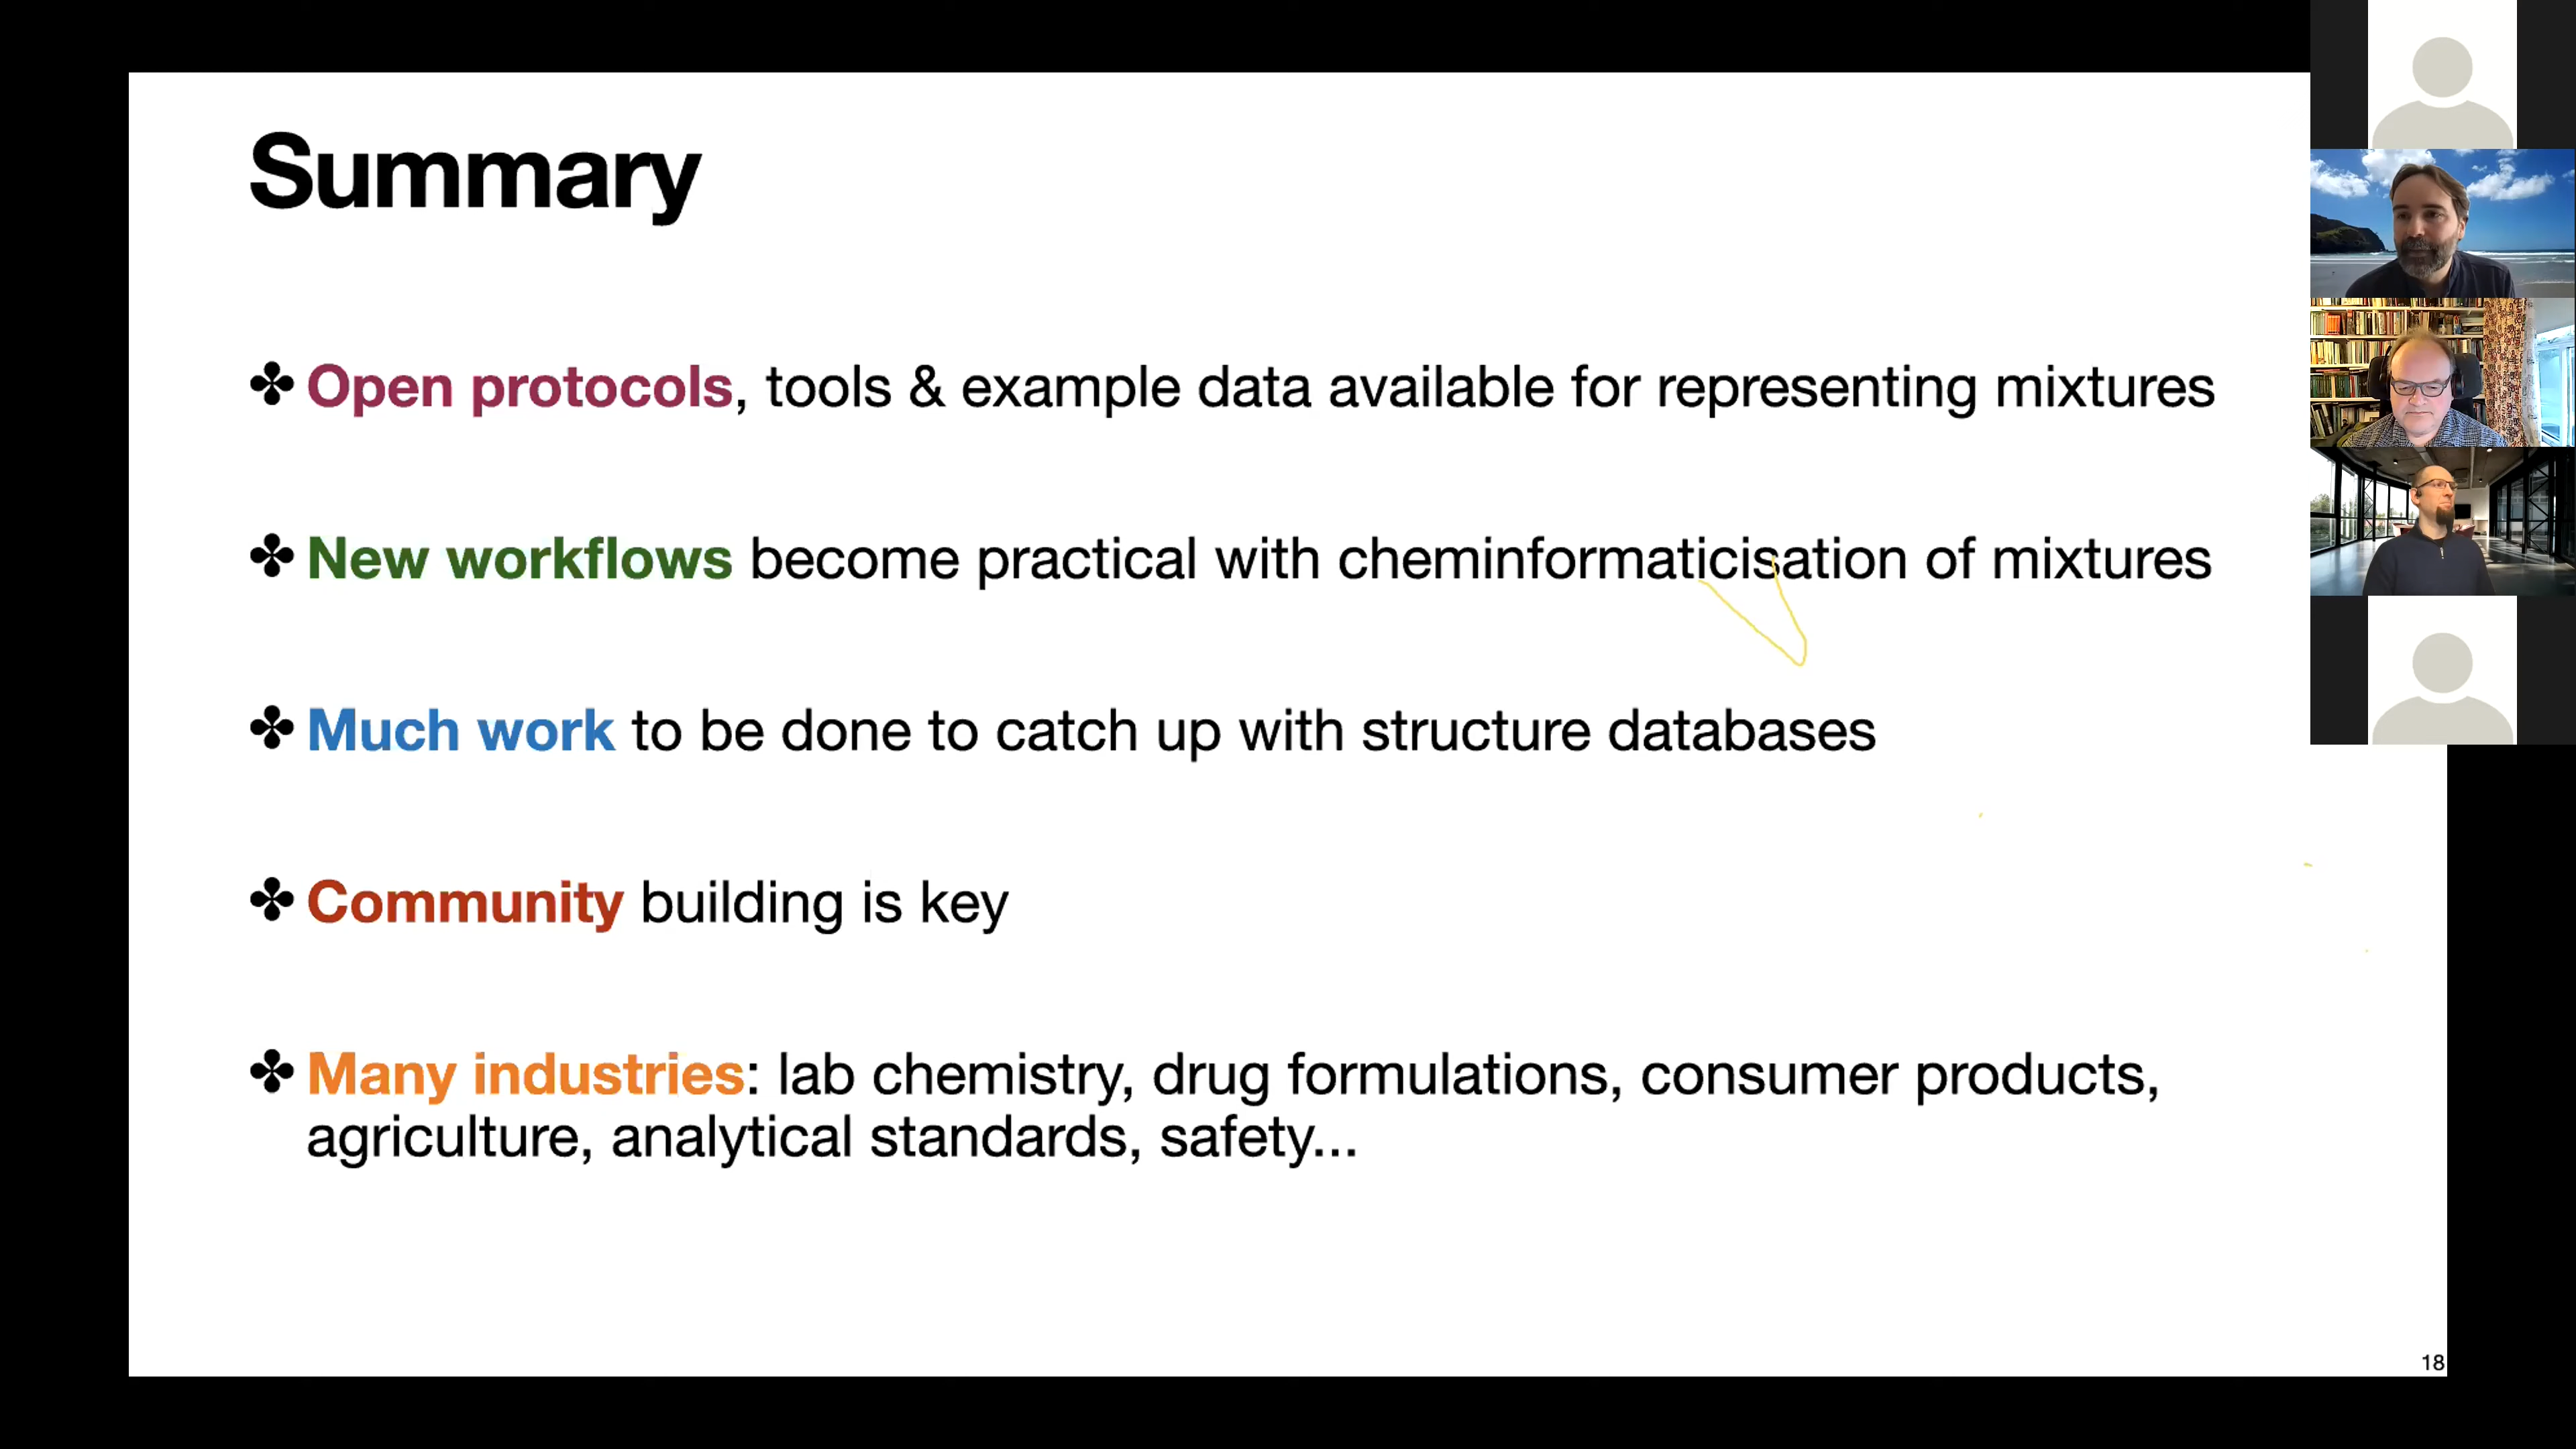 Summary
✤ Open protocols, tools & example data available for representing mixtures
✤ New workflows become practical with cheminformaticisation of mixtures
✤ Much work to be done to catch up with structure databases
✤ Community building is key
✤ Many industries: lab chemistry, drug formulations, consumer products,
agriculture, analytical standards, safety...
18